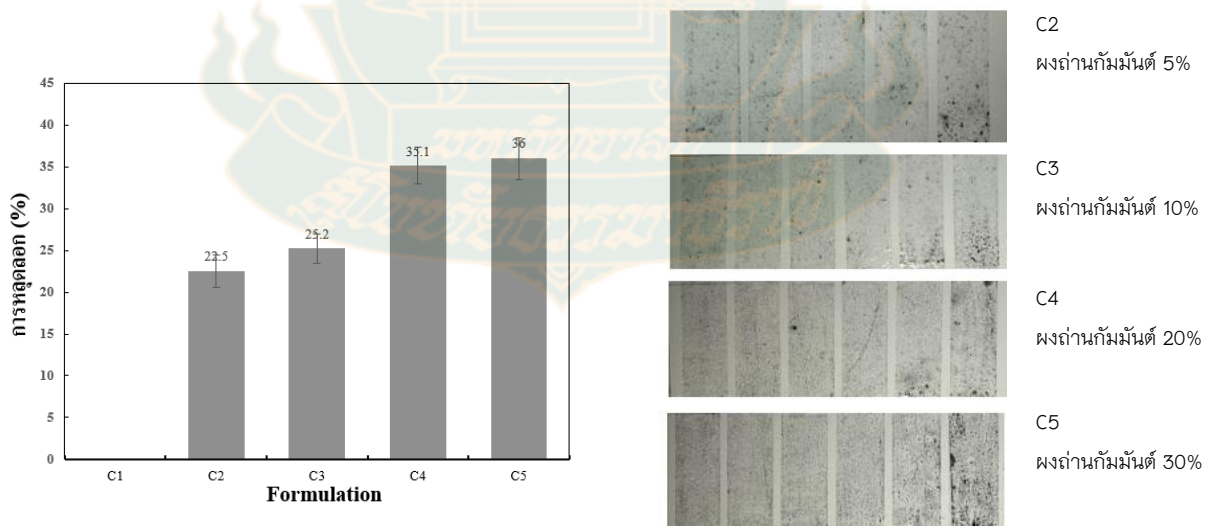 45
40
35
30
25
20
15
10
5
0
การหลุดลอก (%)
22.5
25.2
35.1
36
C1
C2
C3
C4
C5
Formulation
C2
ผงถ่านกัมมันต์ 5%
C3
ผงถ่านกัมมันต์ 10%
C4
ผงถ่านกัมมันต์ 20%
C5
ผงถ่านกัมมันต์ 30%